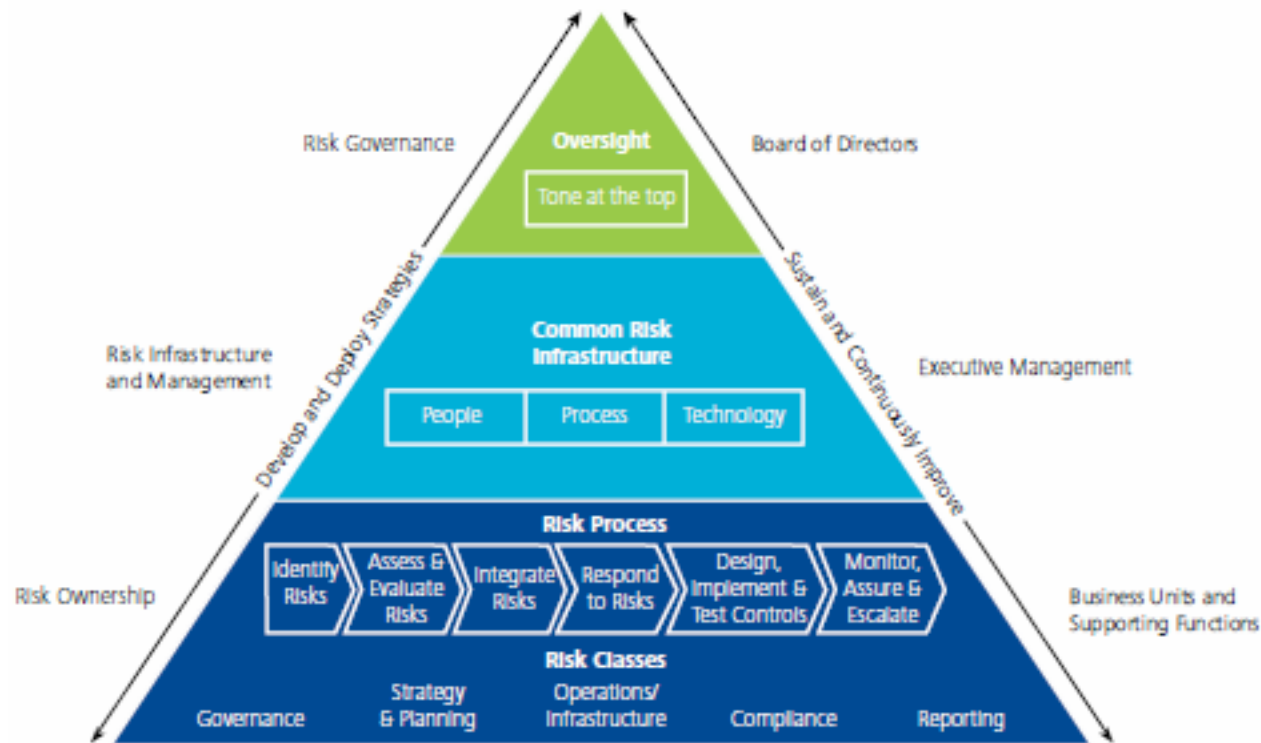 Risk Governance
Oversight
Board of Directors
Tone at the top
Develop and Deploy Strategies
Sustain and Continuously Improve
Risk Infrastructure
and Management
Common Risk
Infrastructure
Executive Management
People
Process
Technology
Risk Ownership
Risk Process
Identify
Risks
Assess &
Evaluate
Risks
Integrate
Risks
Respond
to Risks
Design,
Implement &
Test Controls
Monitor,
Assure &
Escalate
Business Units and
Supporting Functions
Risk Classes
Governance
Strategy
& Planning
Operations/
Infrastructure
Compliance
Reporting